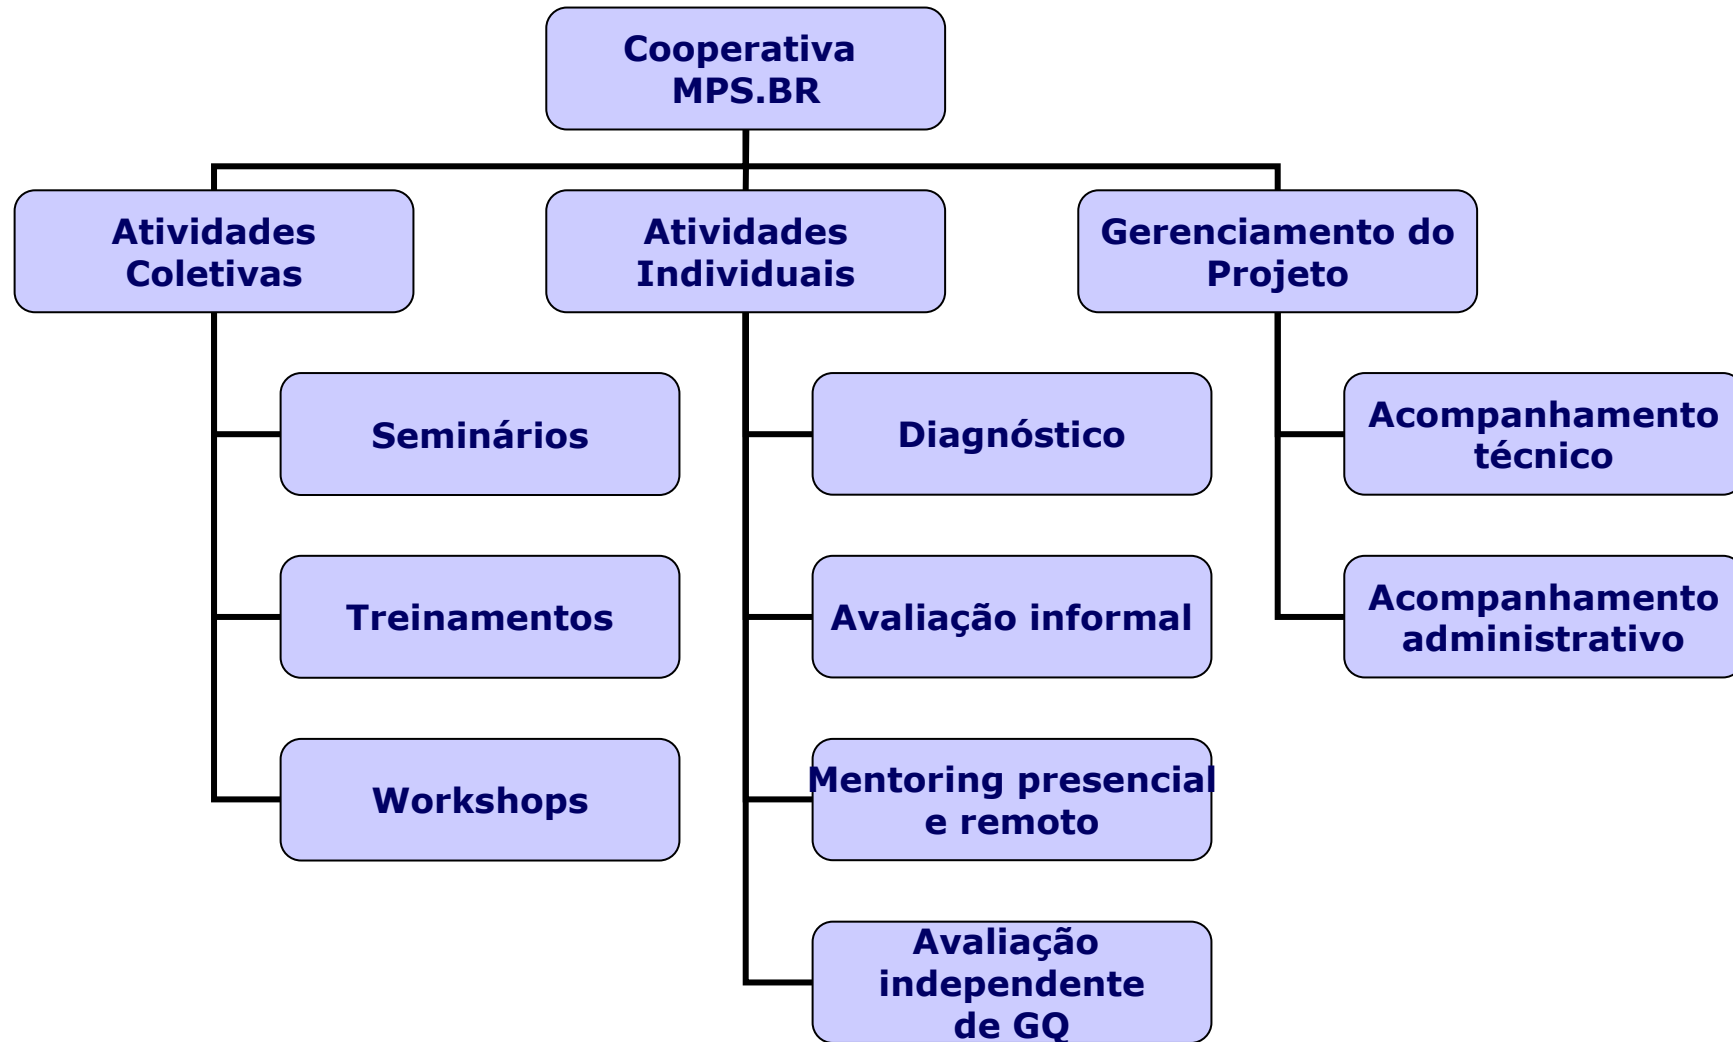 Cooperativa
MPS.BR
Atividades
Coletivas
Seminários
Treinamentos
Workshops
Atividades
Individuais
Diagnóstico
Avaliação informal
Mentoring presencial
e remoto
Avaliação
independente
de GQ
Gerenciamento do
Projeto
Acompanhamento
técnico
Acompanhamento
administrativo